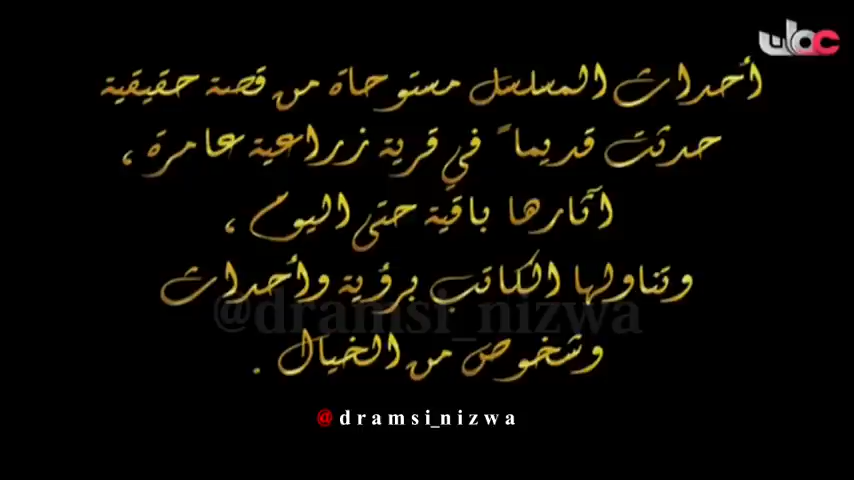 أحداث المسلسل مستوحاة من قصة حقيقية
حدثت قديماً في قرية زراعية عامرة ،
آثارها باقية حتى اليوم ،
وتناولها الكاتب برؤية وأحداث
@dramsi_nizwa
وشخوص من الخيال .
@dramsi_nizwa